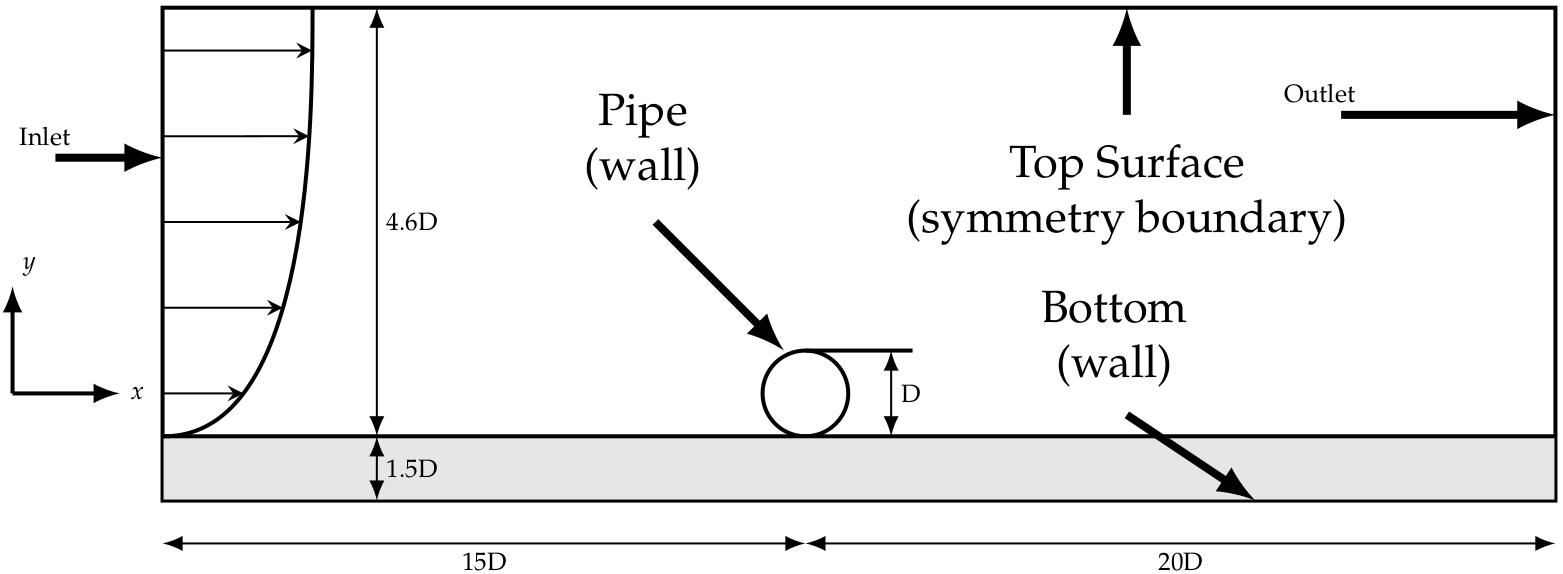 Inlet
y
x
4.6D
1.5D
Pipe
(wall)
D
Top Surface
(symmetry boundary)
Outlet
Bottom
(wall)
15D
20D